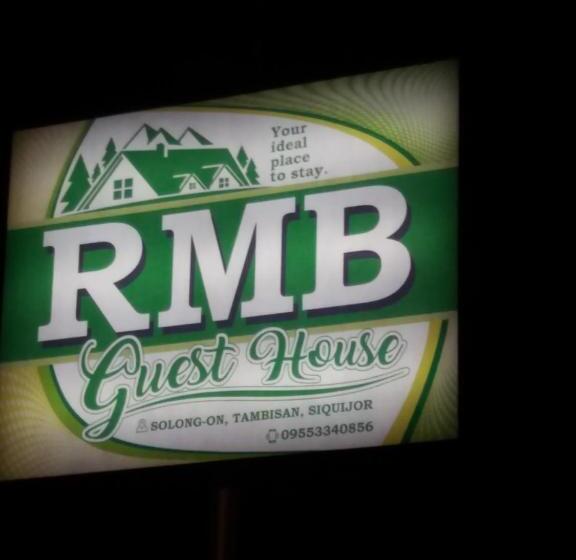 Your
ideal
place
to stay.
RMB
Guest House
SOLONG-ON, TAMBISAN, SIQUIJOR
09553340856